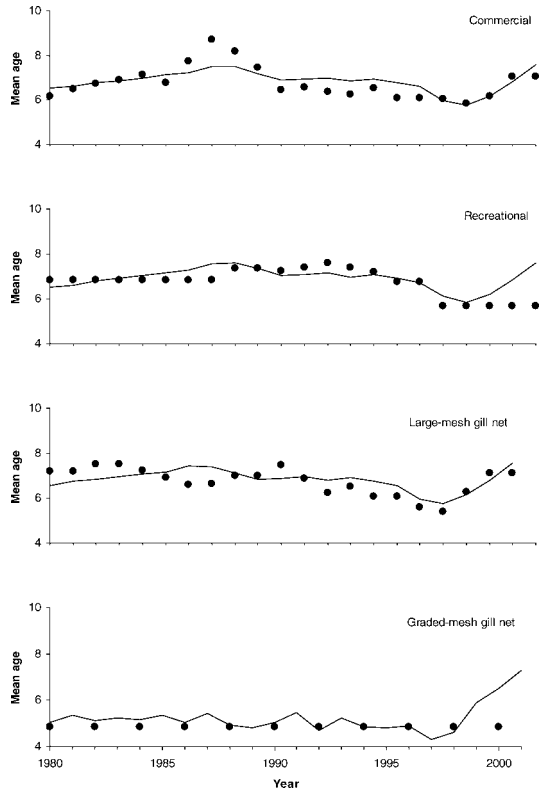 10
Commercial
8
Mean age
6
4
10
Recreational
8
Mean age
6
4
10
Large-mesh gill net
8
Mean age
6
4
10
Graded-mesh gill net
8
Mean age
6
4
1980 1985 1990 1995 2000
Year